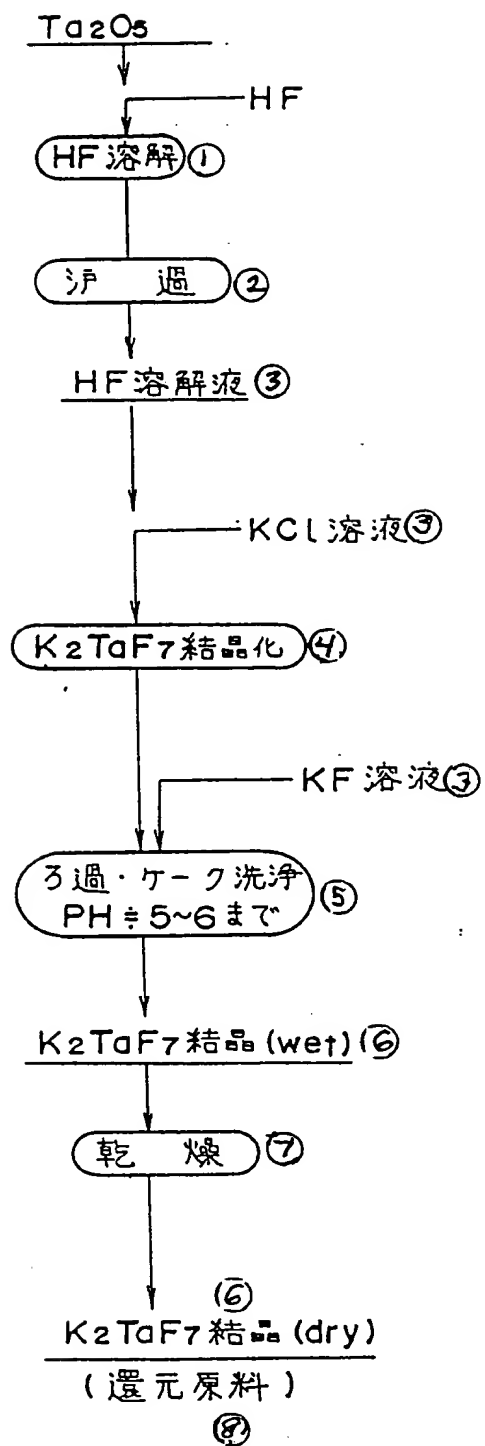 Ta2O5
HF
HF溶解 ①
沪 過 ②
HF溶解液 ③
KCl溶液 ③
K2TaF7結晶化 ④
KF溶液 ③
ろ過・ケーク洗浄 ⑤
PH≒5~6まで
K2TaF7結晶(wet) ⑥
乾 燥 ⑦
⑥
K2TaF7結晶(dry)
(還元原料)
⑧